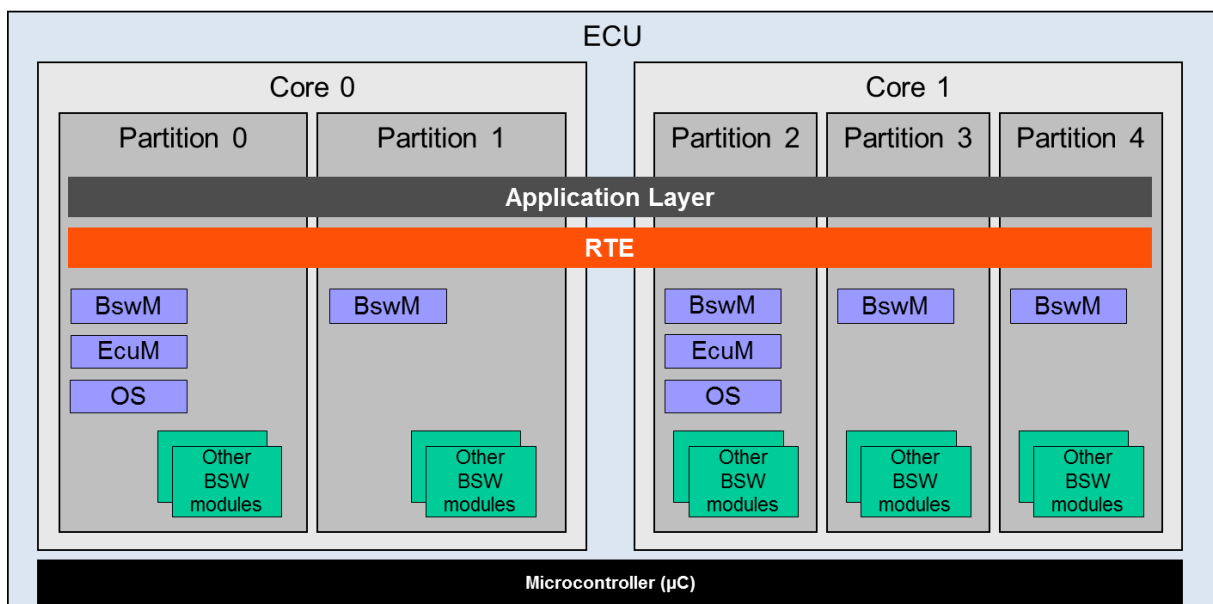 ECU
Core 0
Core 1
Partition 0
Partition 1
Partition 2
Partition 3
Partition 4
Application Layer
RTE
BswM
BswM
BswM
BswM
BswM
EcuM
EcuM
OS
OS
Other
BSW
modules
Other
BSW
modules
Other
BSW
modules
Other
BSW
modules
Other
BSW
modules
Microcontroller (µC)